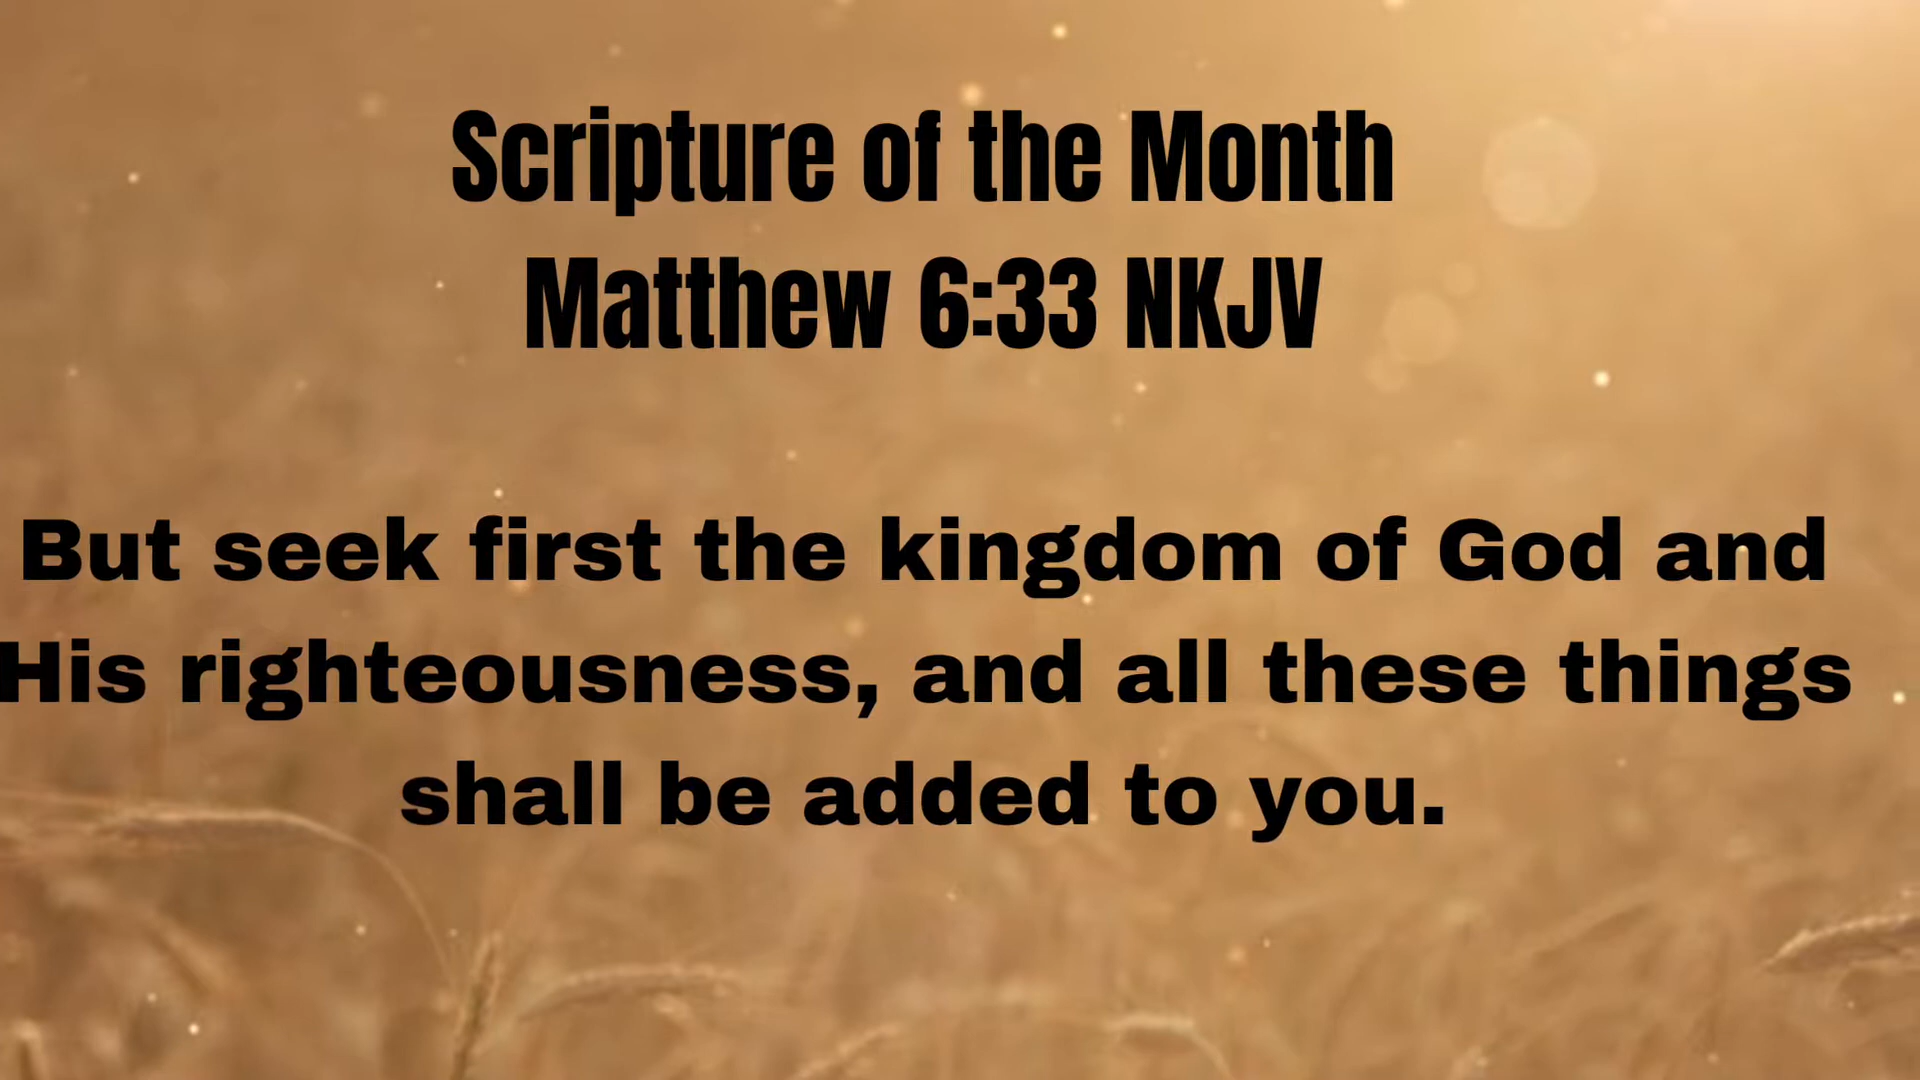 Scripture of the Month
Matthew 6:33 NKJV
But seek first the kingdom of God and
His righteousness, and all these things
shall be added to you.